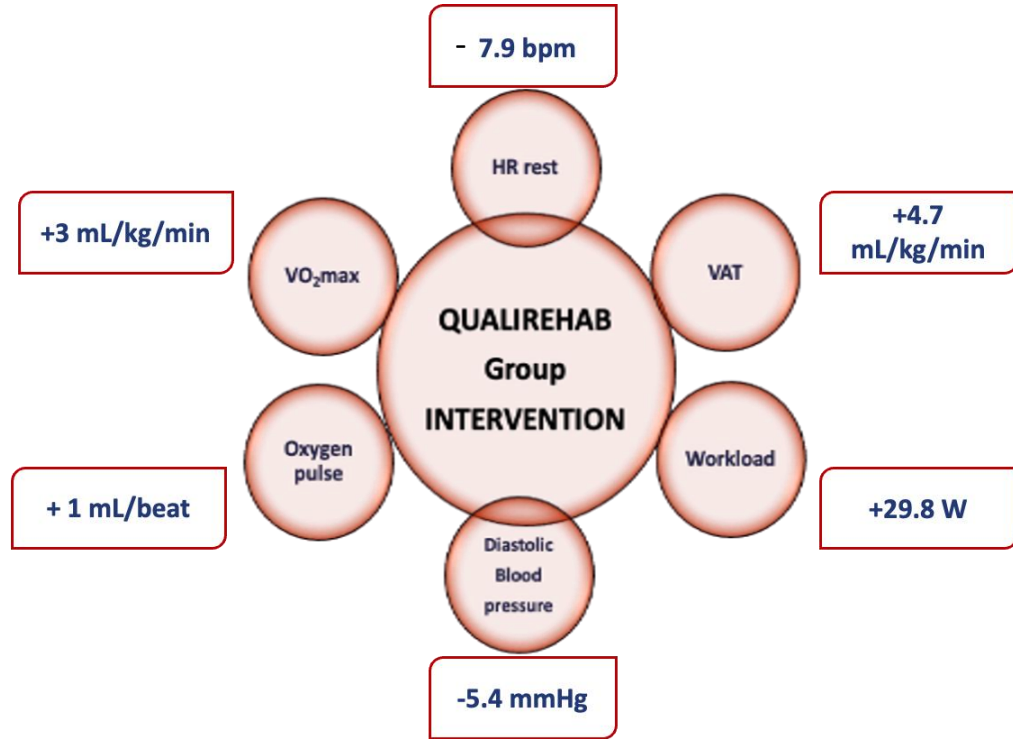 - 7.9 bpm
HR rest
+3 mL/kg/min
VO₂max
VAT
+4.7
mL/kg/min
QUALIREHAB
Group
INTERVENTION
Oxygen
pulse
+ 1 mL/beat
Workload
+29.8 W
Diastolic
Blood
pressure
-5.4 mmHg